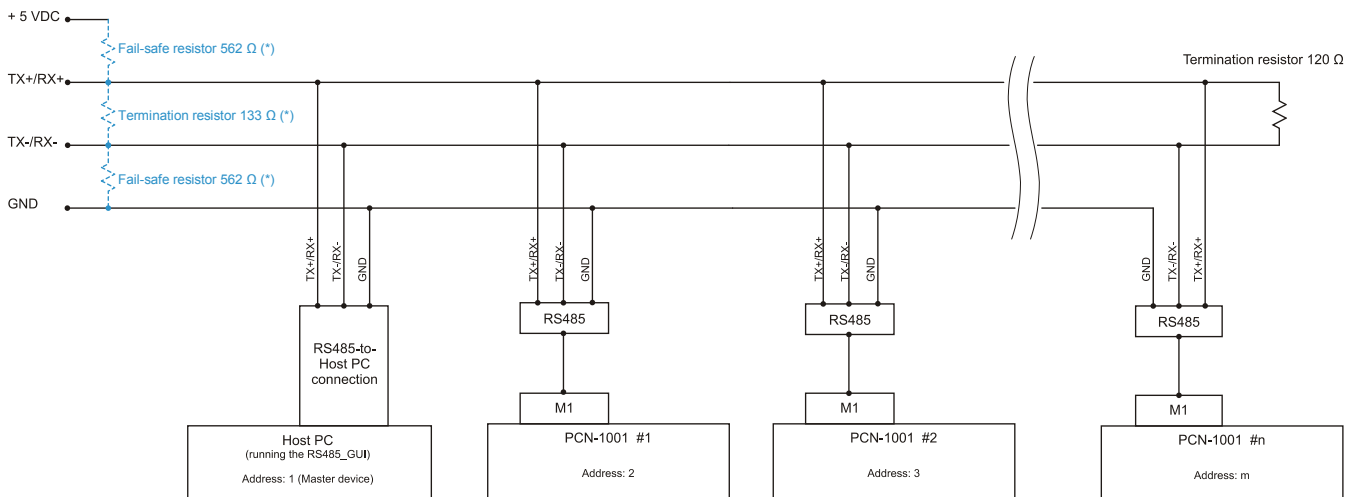 + 5 VDC
Fail-safe resistor 562 Ω (*)
Termination resistor 120 Ω
TX+/RX+
Termination resistor 133 Ω (*)
TX-/RX-
Fail-safe resistor 562 Ω (*)
GND
TX+/RX+
TX-/RX-
GND
TX+/RX+
TX-/RX-
GND
TX+/RX+
TX-/RX-
GND
GND
TX-/RX-
TX+/RX+
RS485-to-
Host PC
connection
RS485
RS485
RS485
M1
M1
M1
Host PC
(running the RS485_GUI)
Address: 1 (Master device)
PCN-1001 #1
Address: 2
PCN-1001 #2
Address: 3
PCN-1001 #n
Address: m